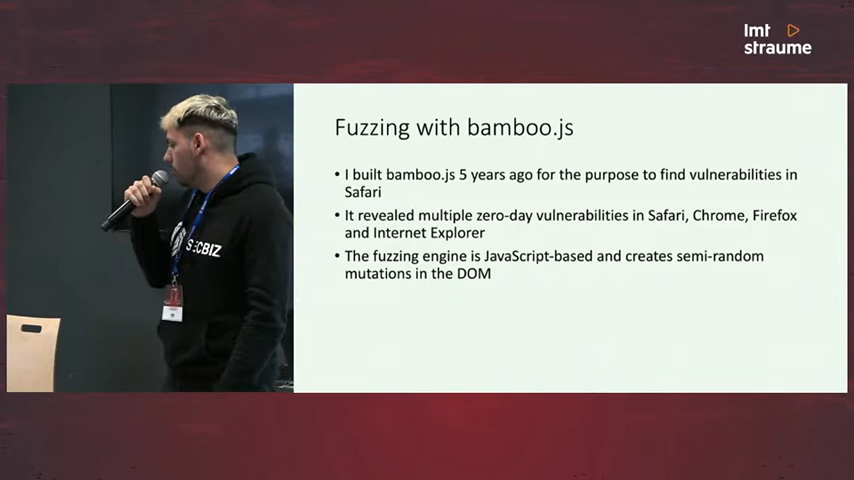 lmt
straume
Fuzzing with bamboo.js
• I built bamboo.js 5 years ago for the purpose to find vulnerabilities in
Safari
• It revealed multiple zero-day vulnerabilities in Safari, Chrome, Firefox
and Internet Explorer
• The fuzzing engine is JavaScript-based and creates semi-random
mutations in the DOM